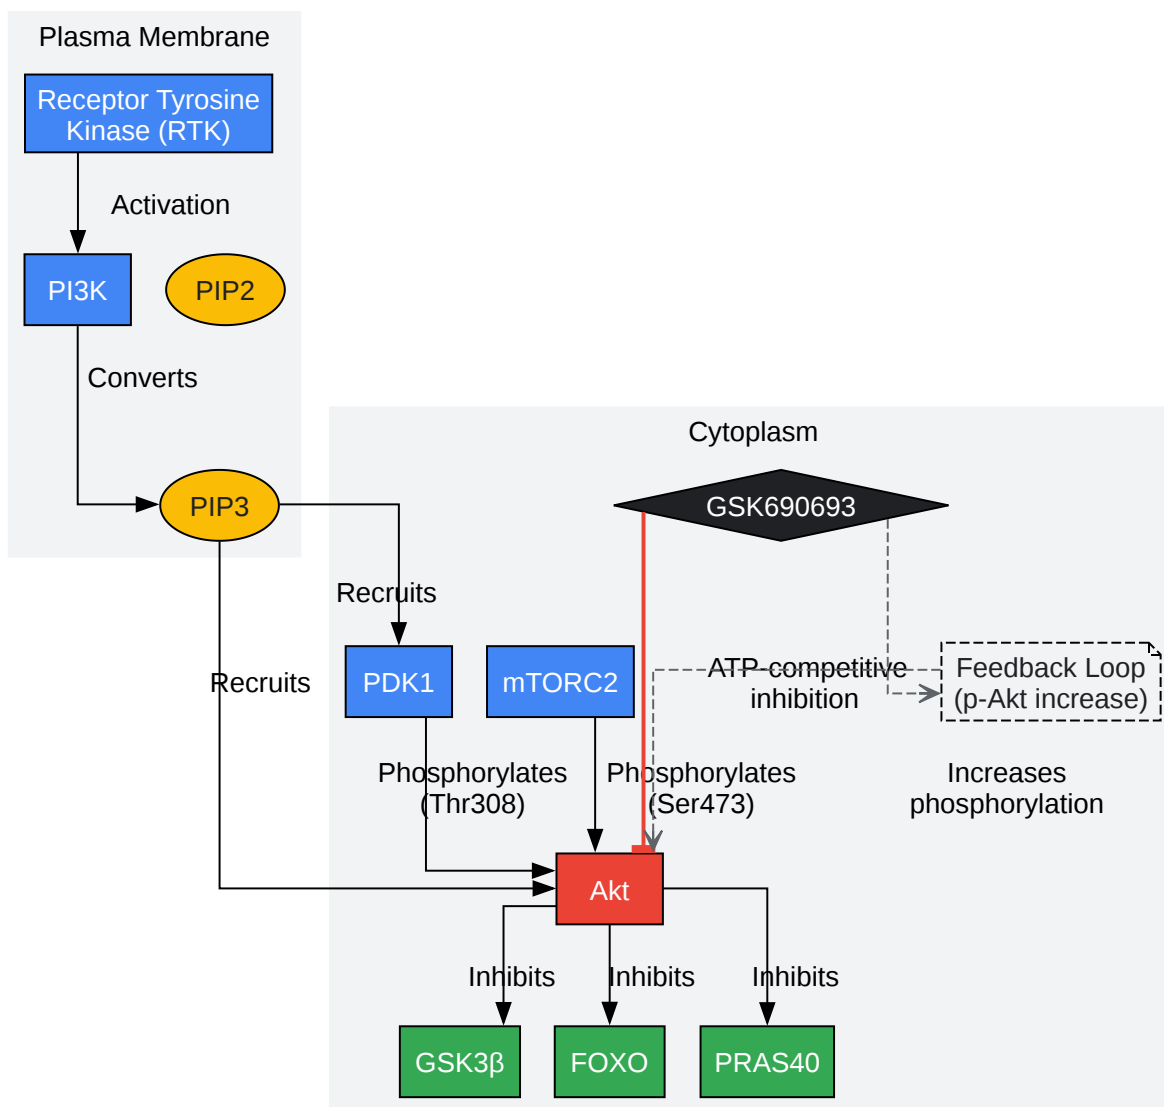 Plasma Membrane
Receptor Tyrosine
Kinase (RTK)
Activation
PI3K
PIP2
Converts
Cytoplasm
PIP3
GSK690693
Recruits
Recruits
PDK1
mTORC2
ATP-competitive
inhibition
Feedback Loop
(p-Akt increase)
Phosphorylates
(Thr308)
Phosphorylates
(Ser473)
Increases
phosphorylation
Akt
Inhibits
Inhibits
Inhibits
GSK3β
FOXO
PRAS40